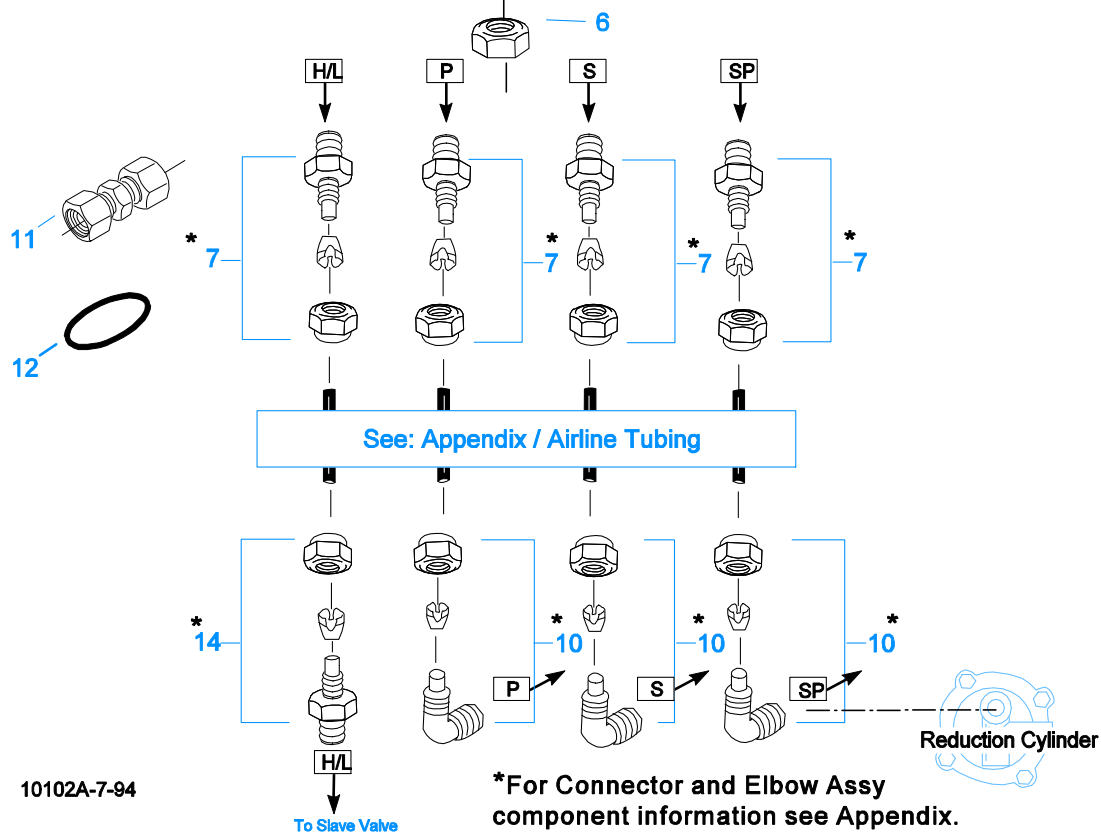 6
H/L
P
S
SP
11
* 7
* 7
* 7
* 7
12
See: Appendix / Airline Tubing
* 14
* 10
* 10
* 10
P
S
SP
Reduction Cylinder
H/L
10102A-7-94
To Slave Valve
*For Connector and Elbow Assy
component information see Appendix.